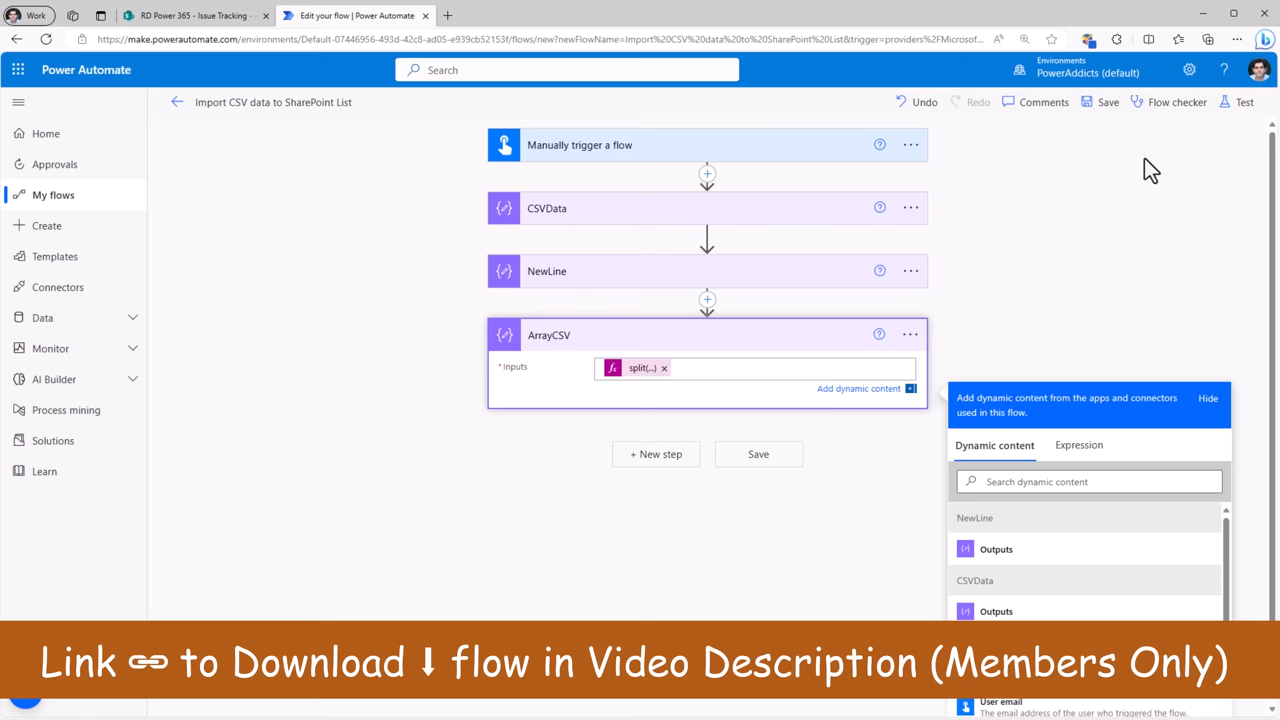 Work
RD Power 365 - Issue Tracking -
Edit your flow | Power Automate
https://make.powerautomate.com/environments/Default-07446956-493d-42c8-ad05-e939cb52153f/flows/new?newFlowName=Import%20CSV%20data%20to%20SharePoint%20List&trigger=providers%2FMicrosof...
Power Automate
Search
Environments
PowerAddicts (default)
Import CSV data to SharePoint List
Undo
Redo
Comments
Save
Flow checker
Test
Home
Approvals
My flows
Create
Templates
Connectors
Data
Monitor
AI Builder
Process mining
Solutions
Learn
Manually trigger a flow
CSVData
NewLine
ArrayCSV
* Inputs
split(...)
Add dynamic content
+ New step
Save
Add dynamic content from the apps and connectors
used in this flow.
Hide
Dynamic content
Expression
Search dynamic content
NewLine
Outputs
CSVData
Outputs
Link to Download flow in Video Description (Members Only)
User email
The email address of the user who triggered the flow.